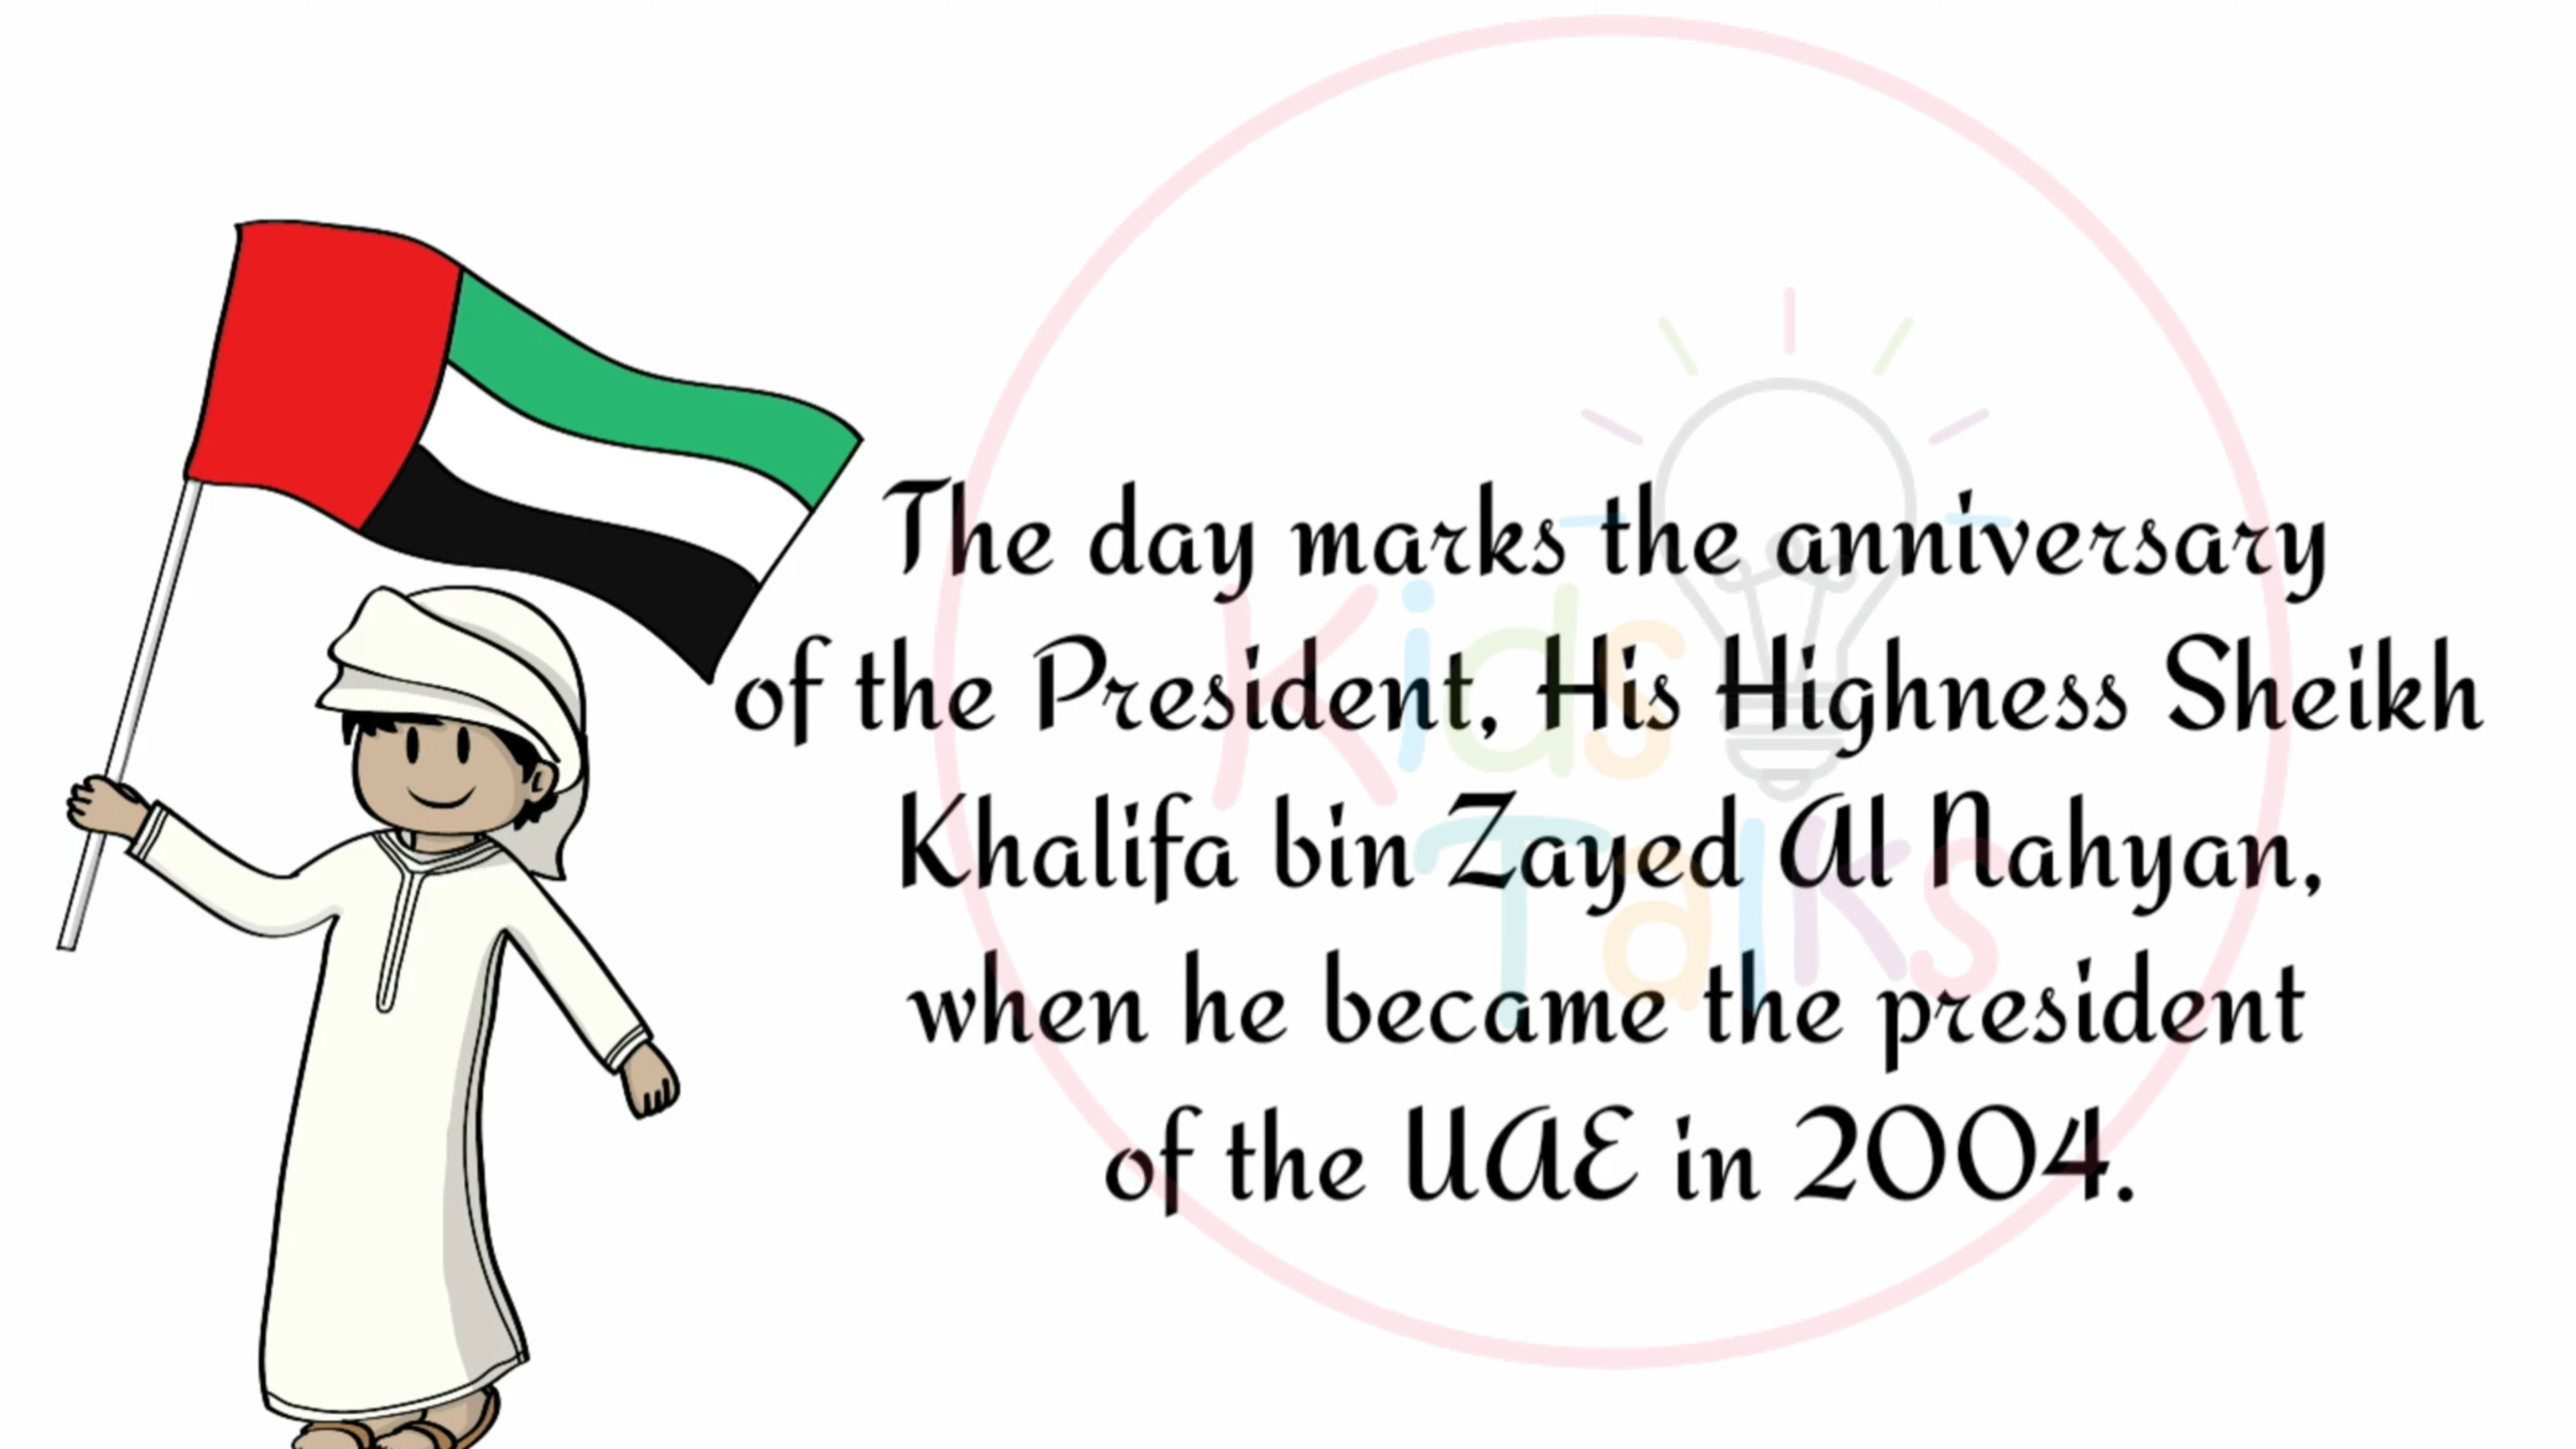 The day marks the anniversary
of the President, His Highness Sheikh
Khalifa bin Zayed Al Nahyan,
when he became the president
of the UAE in 2004.
Kids
Talks